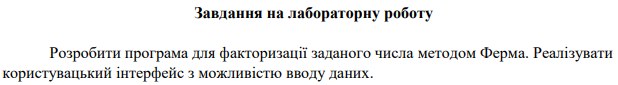 Завдання на лабораторну роботу
Розробити програма для факторизації заданого числа методом Ферма. Реалізувати
користувацький інтерфейс з можливістю вводу даних.